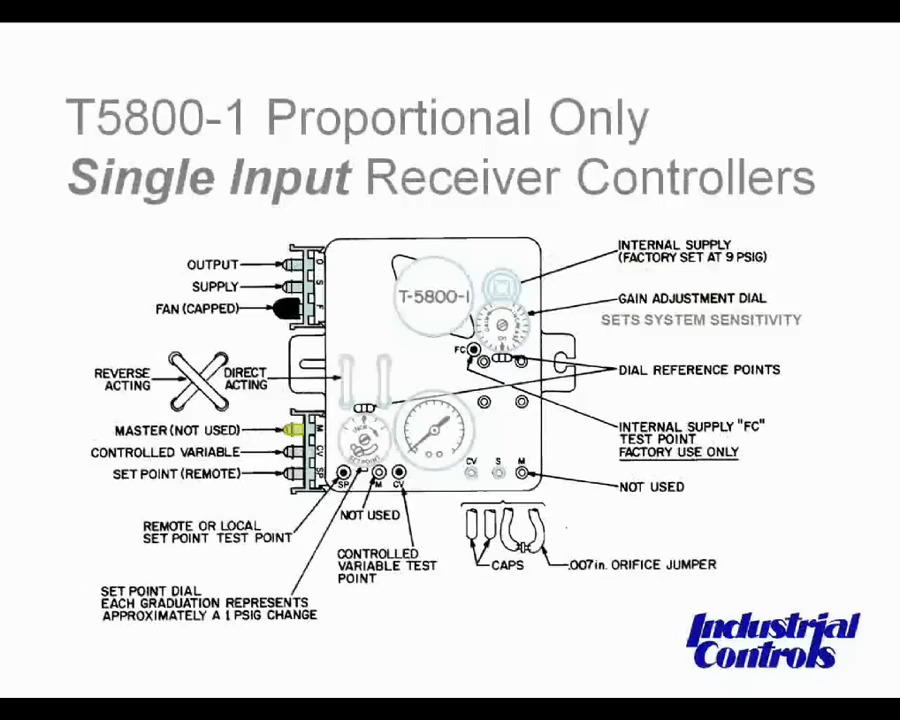 T5800-1 Proportional Only
Single Input Receiver Controllers
INTERNAL SUPPLY
(FACTORY SET AT 9 PSIG)
OUTPUT
SUPPLY
FAN (CAPPED)
O
S
F
T-5800-1
GAIN ADJUSTMENT DIAL
SETS SYSTEM SENSITIVITY
FC
REVERSE
ACTING
DIRECT
ACTING
DIAL REFERENCE POINTS
MASTER (NOT USED)
CONTROLLED VARIABLE
SET POINT (REMOTE)
M
CV
SP
INTERNAL SUPPLY "FC"
TEST POINT
FACTORY USE ONLY
SP
M
CV
CV
S
M
NOT USED
NOT USED
REMOTE OR LOCAL
SET POINT TEST POINT
CONTROLLED
VARIABLE TEST
POINT
CAPS
.007 in. ORIFICE JUMPER
SET POINT DIAL
EACH GRADUATION REPRESENTS
APPROXIMATELY A 1 PSIG CHANGE
Industrial
Controls